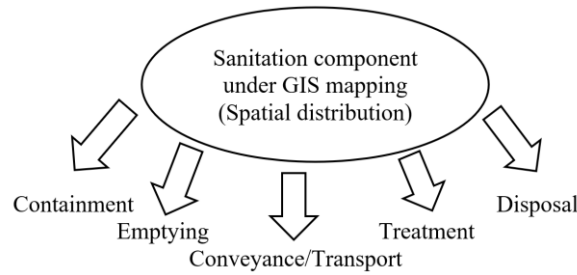 Sanitation component
under GIS mapping
(Spatial distribution)
Containment
Emptying
Conveyance/Transport
Treatment
Disposal